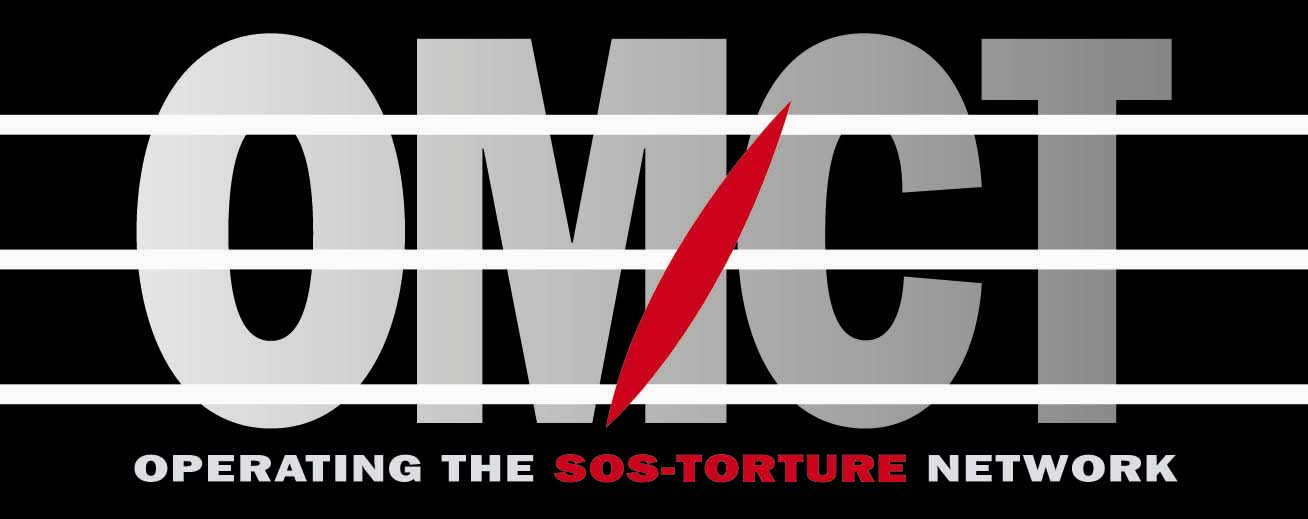 OMCT
OPERATING THE SOS-TORTURE NETWORK